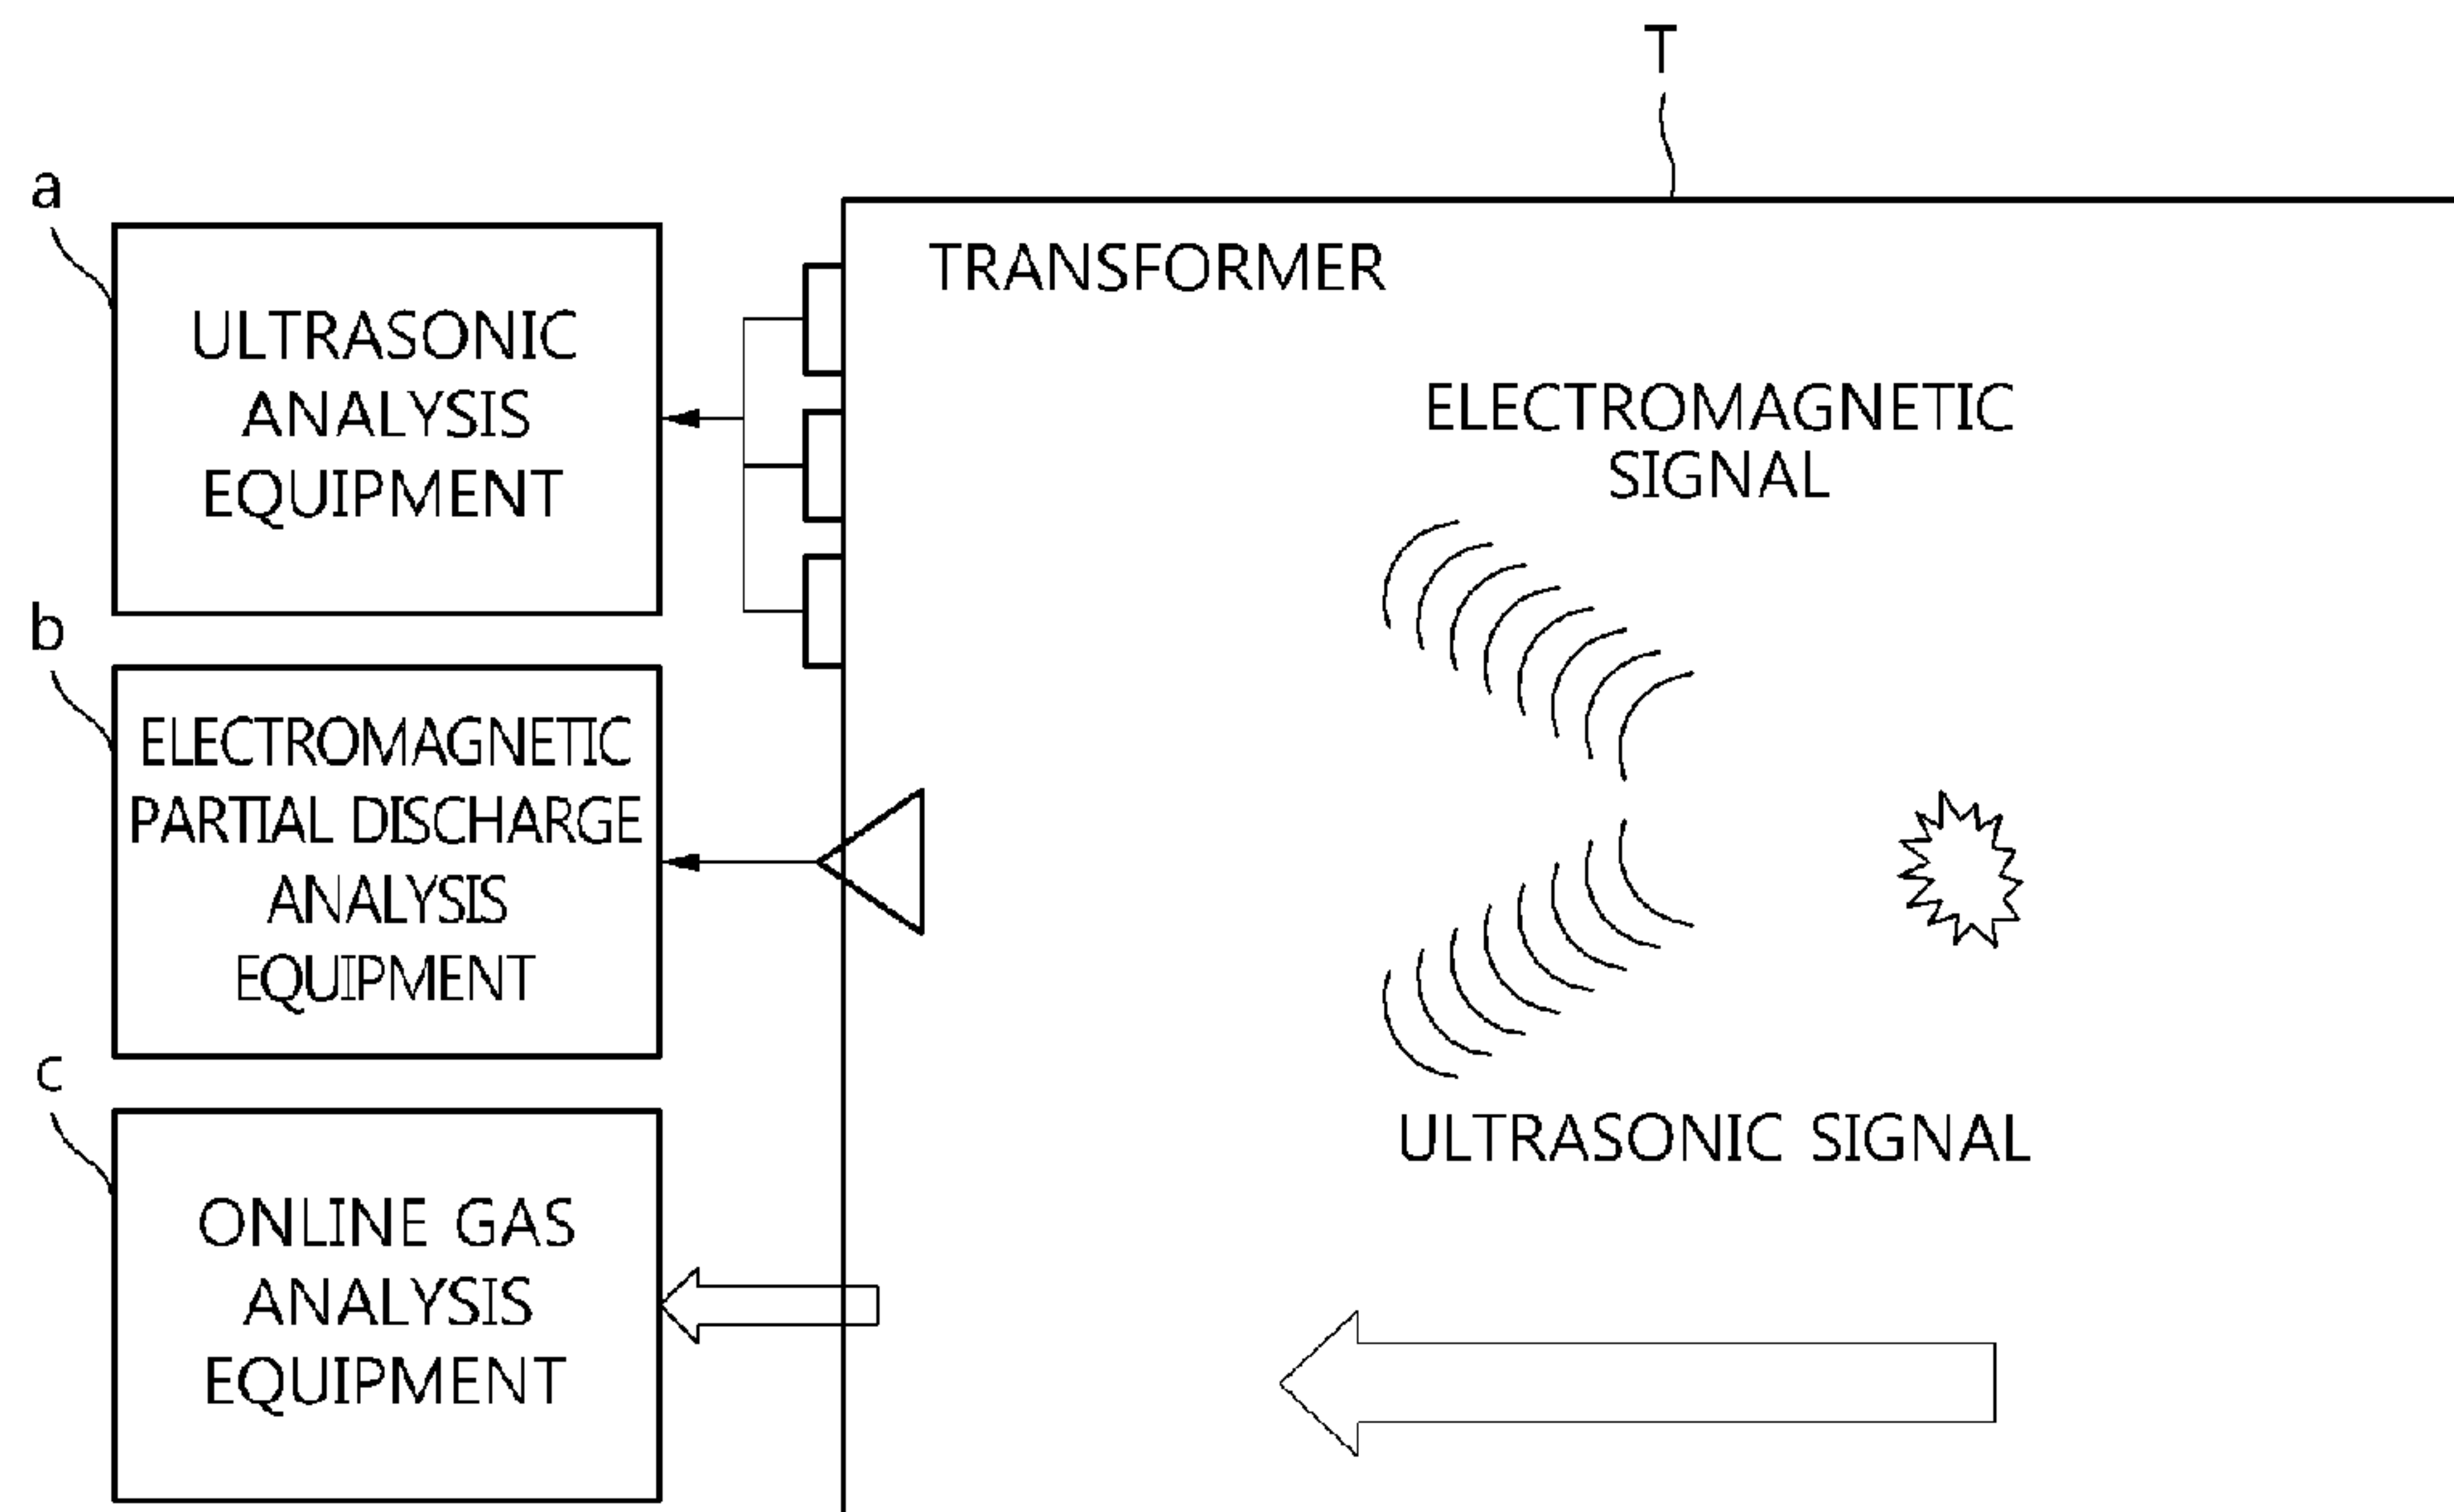 T
a
TRANSFORMER
ULTRASONIC
ANALYSIS
EQUIPMENT
ELECTROMAGNETIC
SIGNAL
b
ELECTROMAGNETIC
PARTIAL DISCHARGE
ANALYSIS
EQUIPMENT
c
ULTRASONIC SIGNAL
ONLINE GAS
ANALYSIS
EQUIPMENT